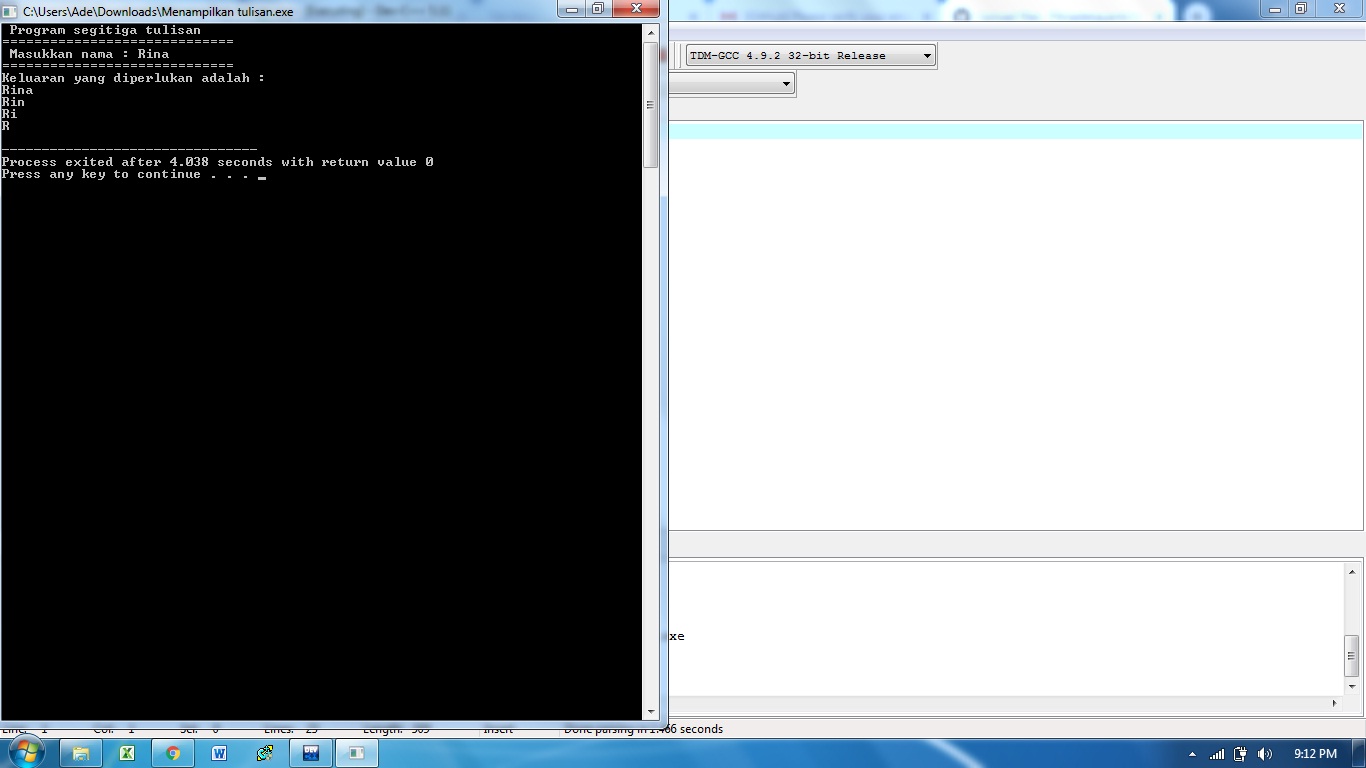 C:\Users\Ade\Downloads\Menampilkan tulisan.exe
Program segitiga tulisan
=============================
Masukkan nama : Rina
=============================
Keluaran yang diperlukan adalah :
Rina
Rin
Ri
R
--------------------------------
Process exited after 4.038 seconds with return value 0
Press any key to continue . . . _
TDM-GCC 4.9.2 32-bit Release
xe
Done parsing in 1.466 seconds
9:12 PM